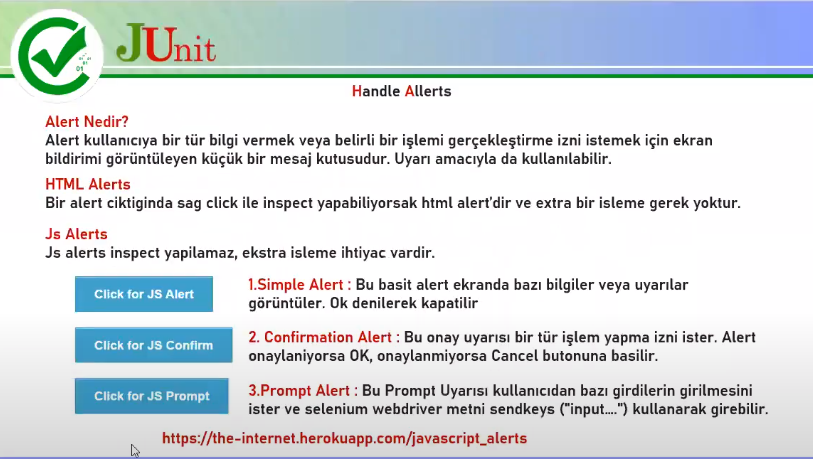 JUnit
Handle Allerts
Alert Nedir?
Alert kullanıcıya bir tür bilgi vermek veya belirli bir işlemi gerçekleştirme izni istemek için ekran
bildirimi görüntüleyen küçük bir mesaj kutusudur. Uyarı amacıyla da kullanılabilir.
HTML Alerts
Bir alert ciktiginda sag click ile inspect yapabiliyorsak html alert'dir ve extra bir isleme gerek yoktur.
Js Alerts
Js alerts inspect yapilamaz, ekstra isleme ihtiyac vardir.
Click for JS Alert
1.Simple Alert : Bu basit alert ekranda bazı bilgiler veya uyarılar
görüntüler. Ok denilerek kapatilir
Click for JS Confirm
2. Confirmation Alert : Bu onay uyarısı bir tür işlem yapma izni ister. Alert
onaylaniyorsa OK, onaylanmiyorsa Cancel butonuna basilir.
Click for JS Prompt
3.Prompt Alert : Bu Prompt Uyarısı kullanıcıdan bazı girdilerin girilmesini
ister ve selenium webdriver metni sendkeys ("input....") kullanarak girebilir.
https://the-internet.herokuapp.com/javascript_alerts